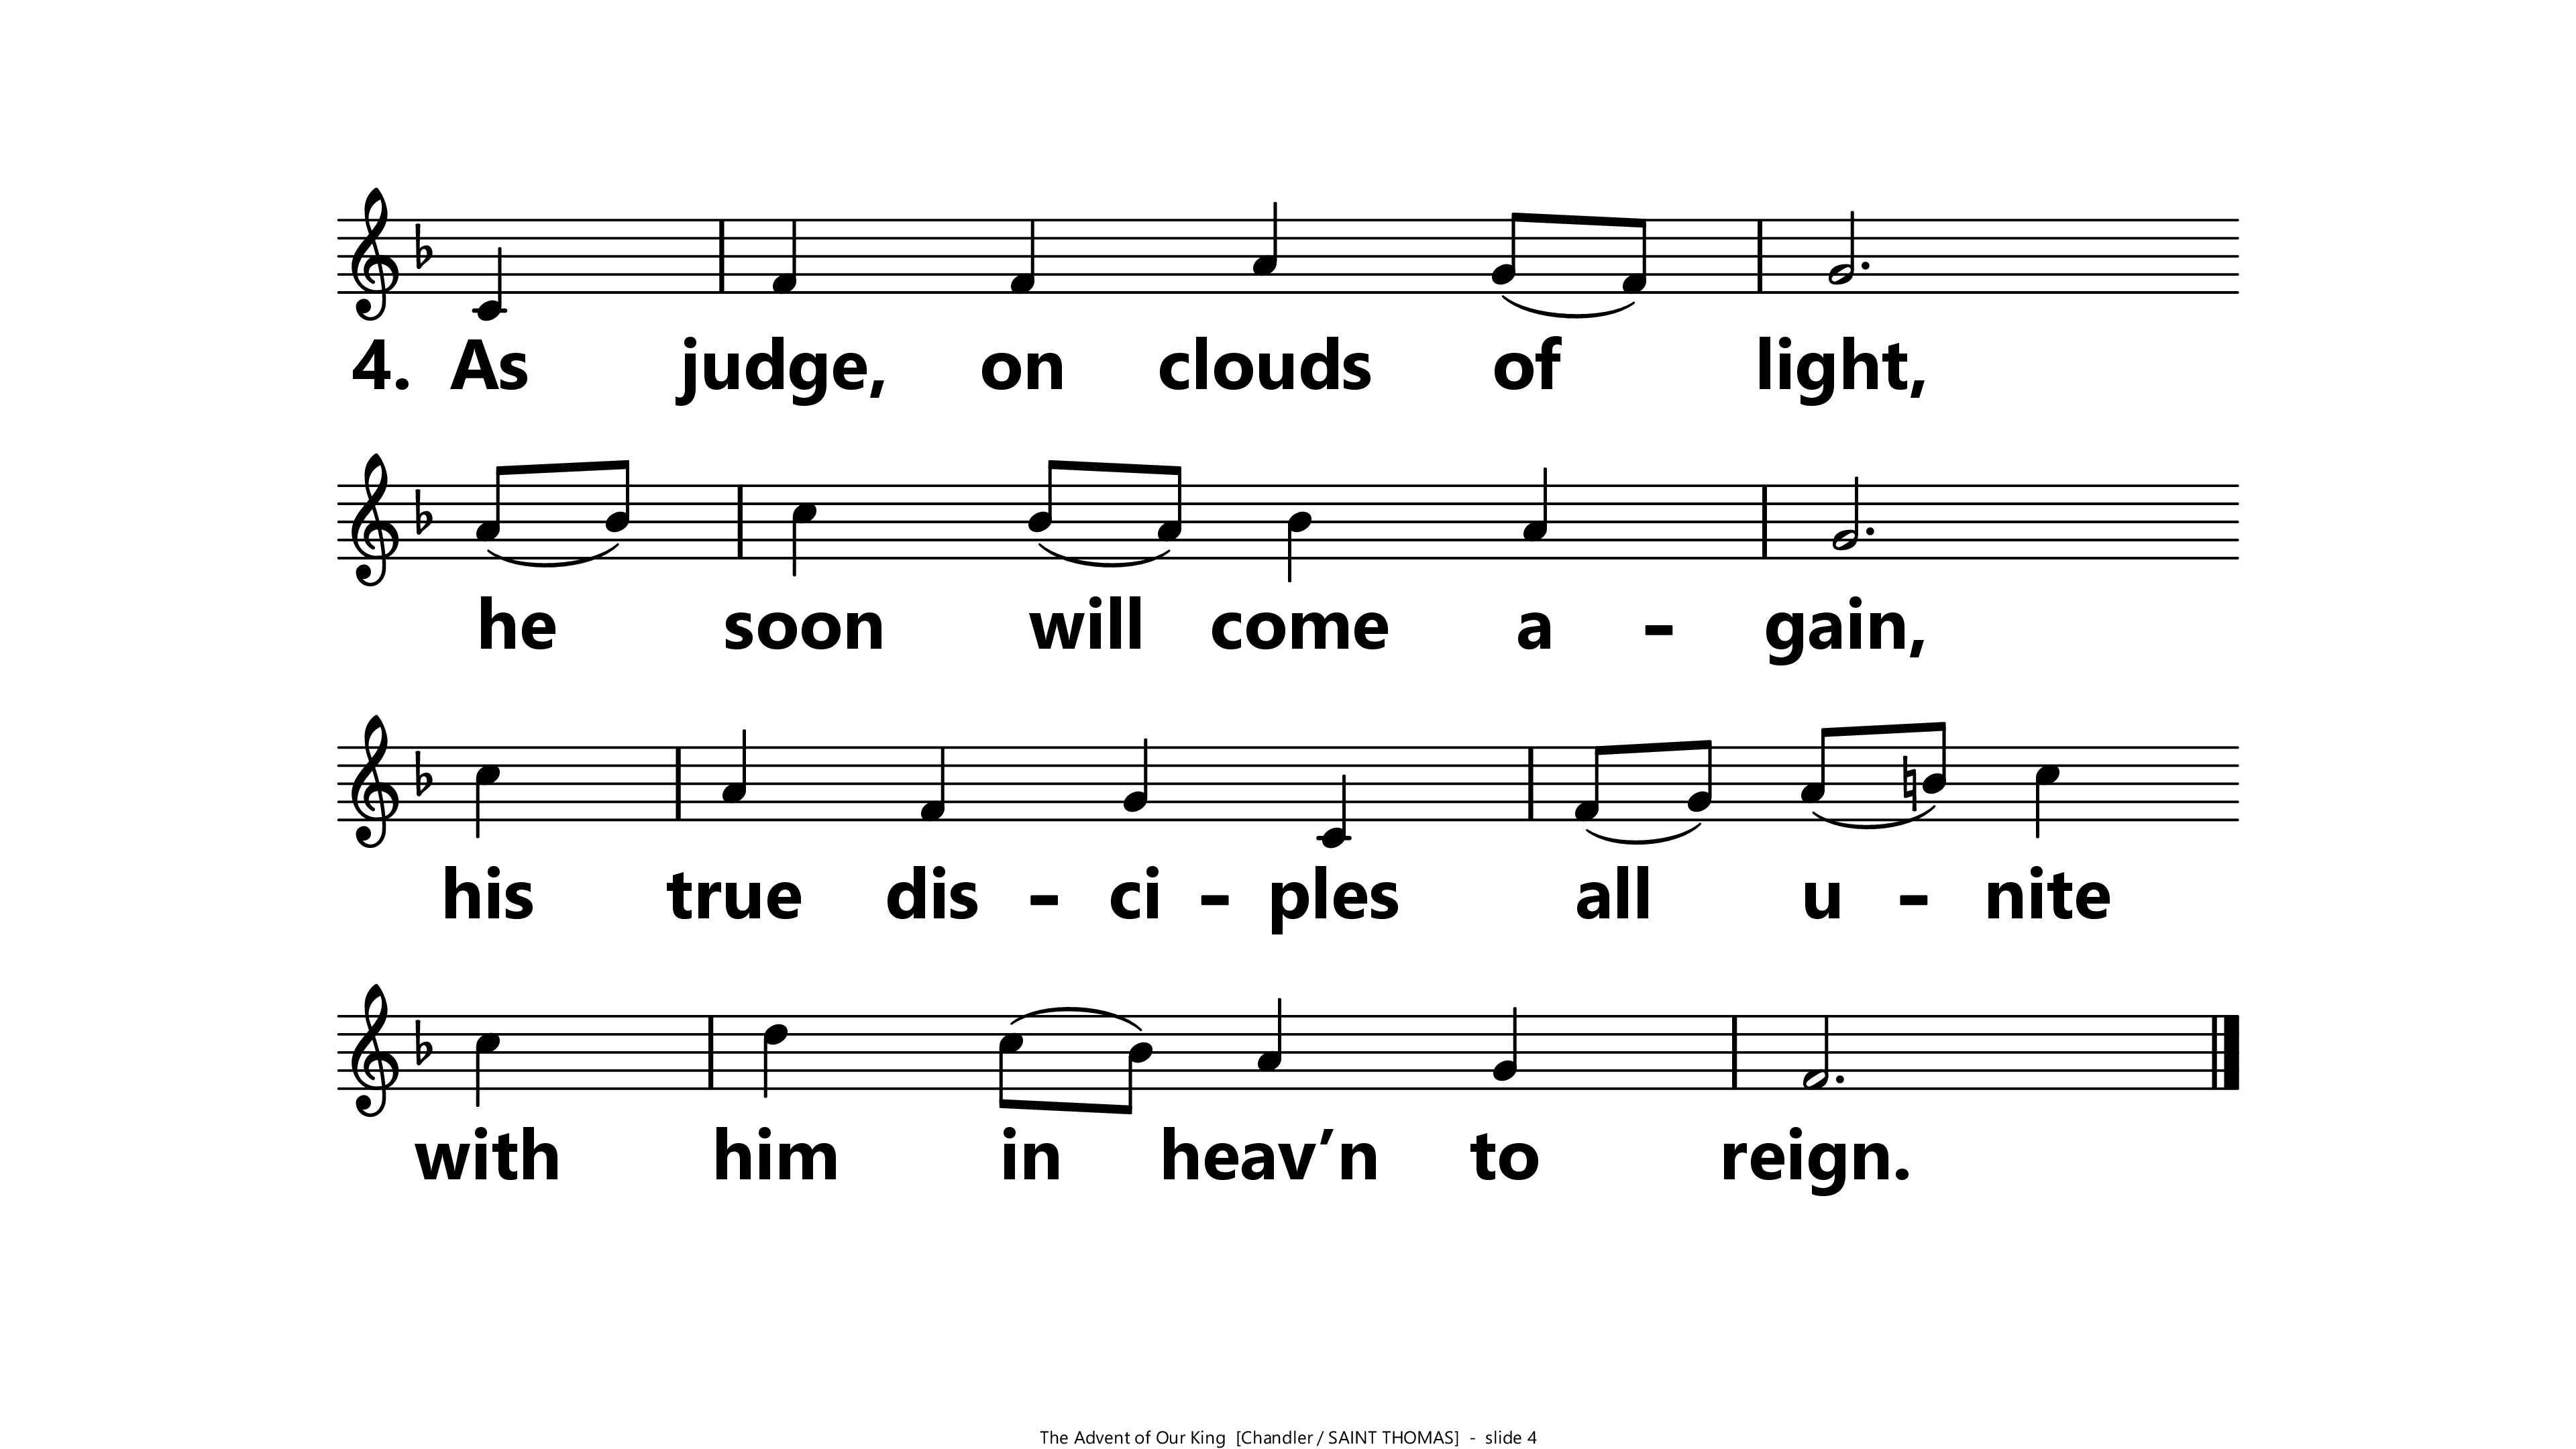 4. As judge, on clouds of light,
he soon will come a - gain,
his true dis - ci - ples all u - nite
with him in heav’n to reign.
The Advent of Our King [Chandler / SAINT THOMAS] - slide 4